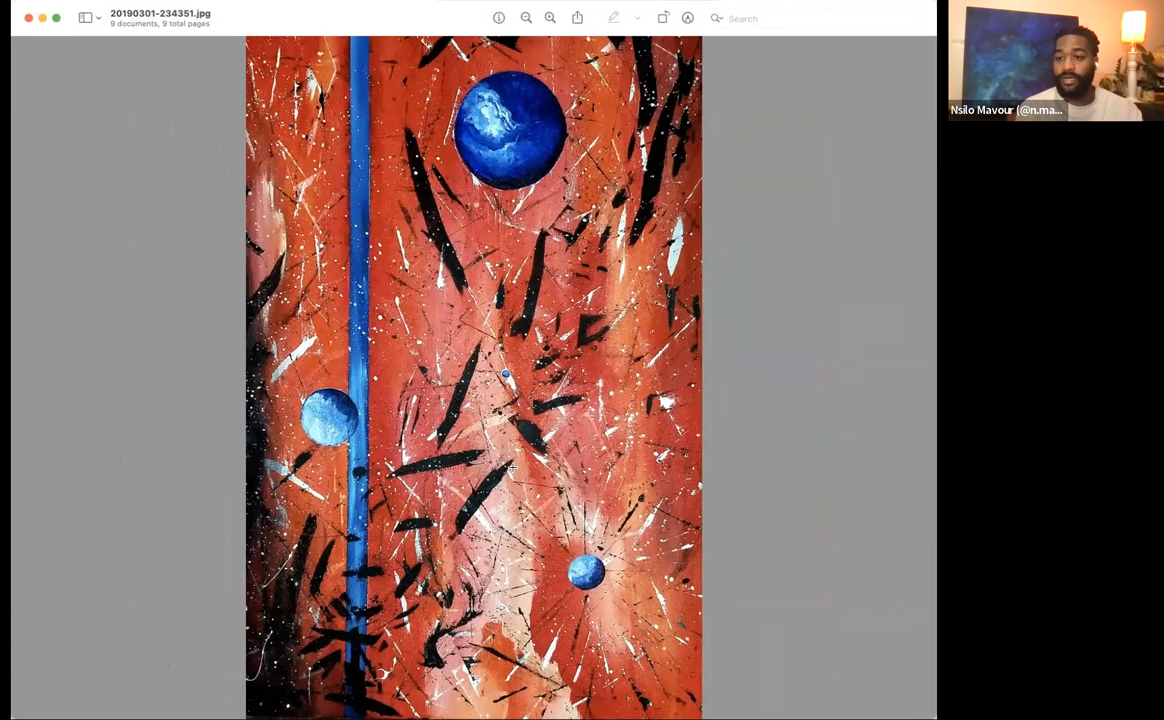 20190301-234351.jpg
9 documents, 9 total pages
Search
Nsilo Mavour (@n.ma...